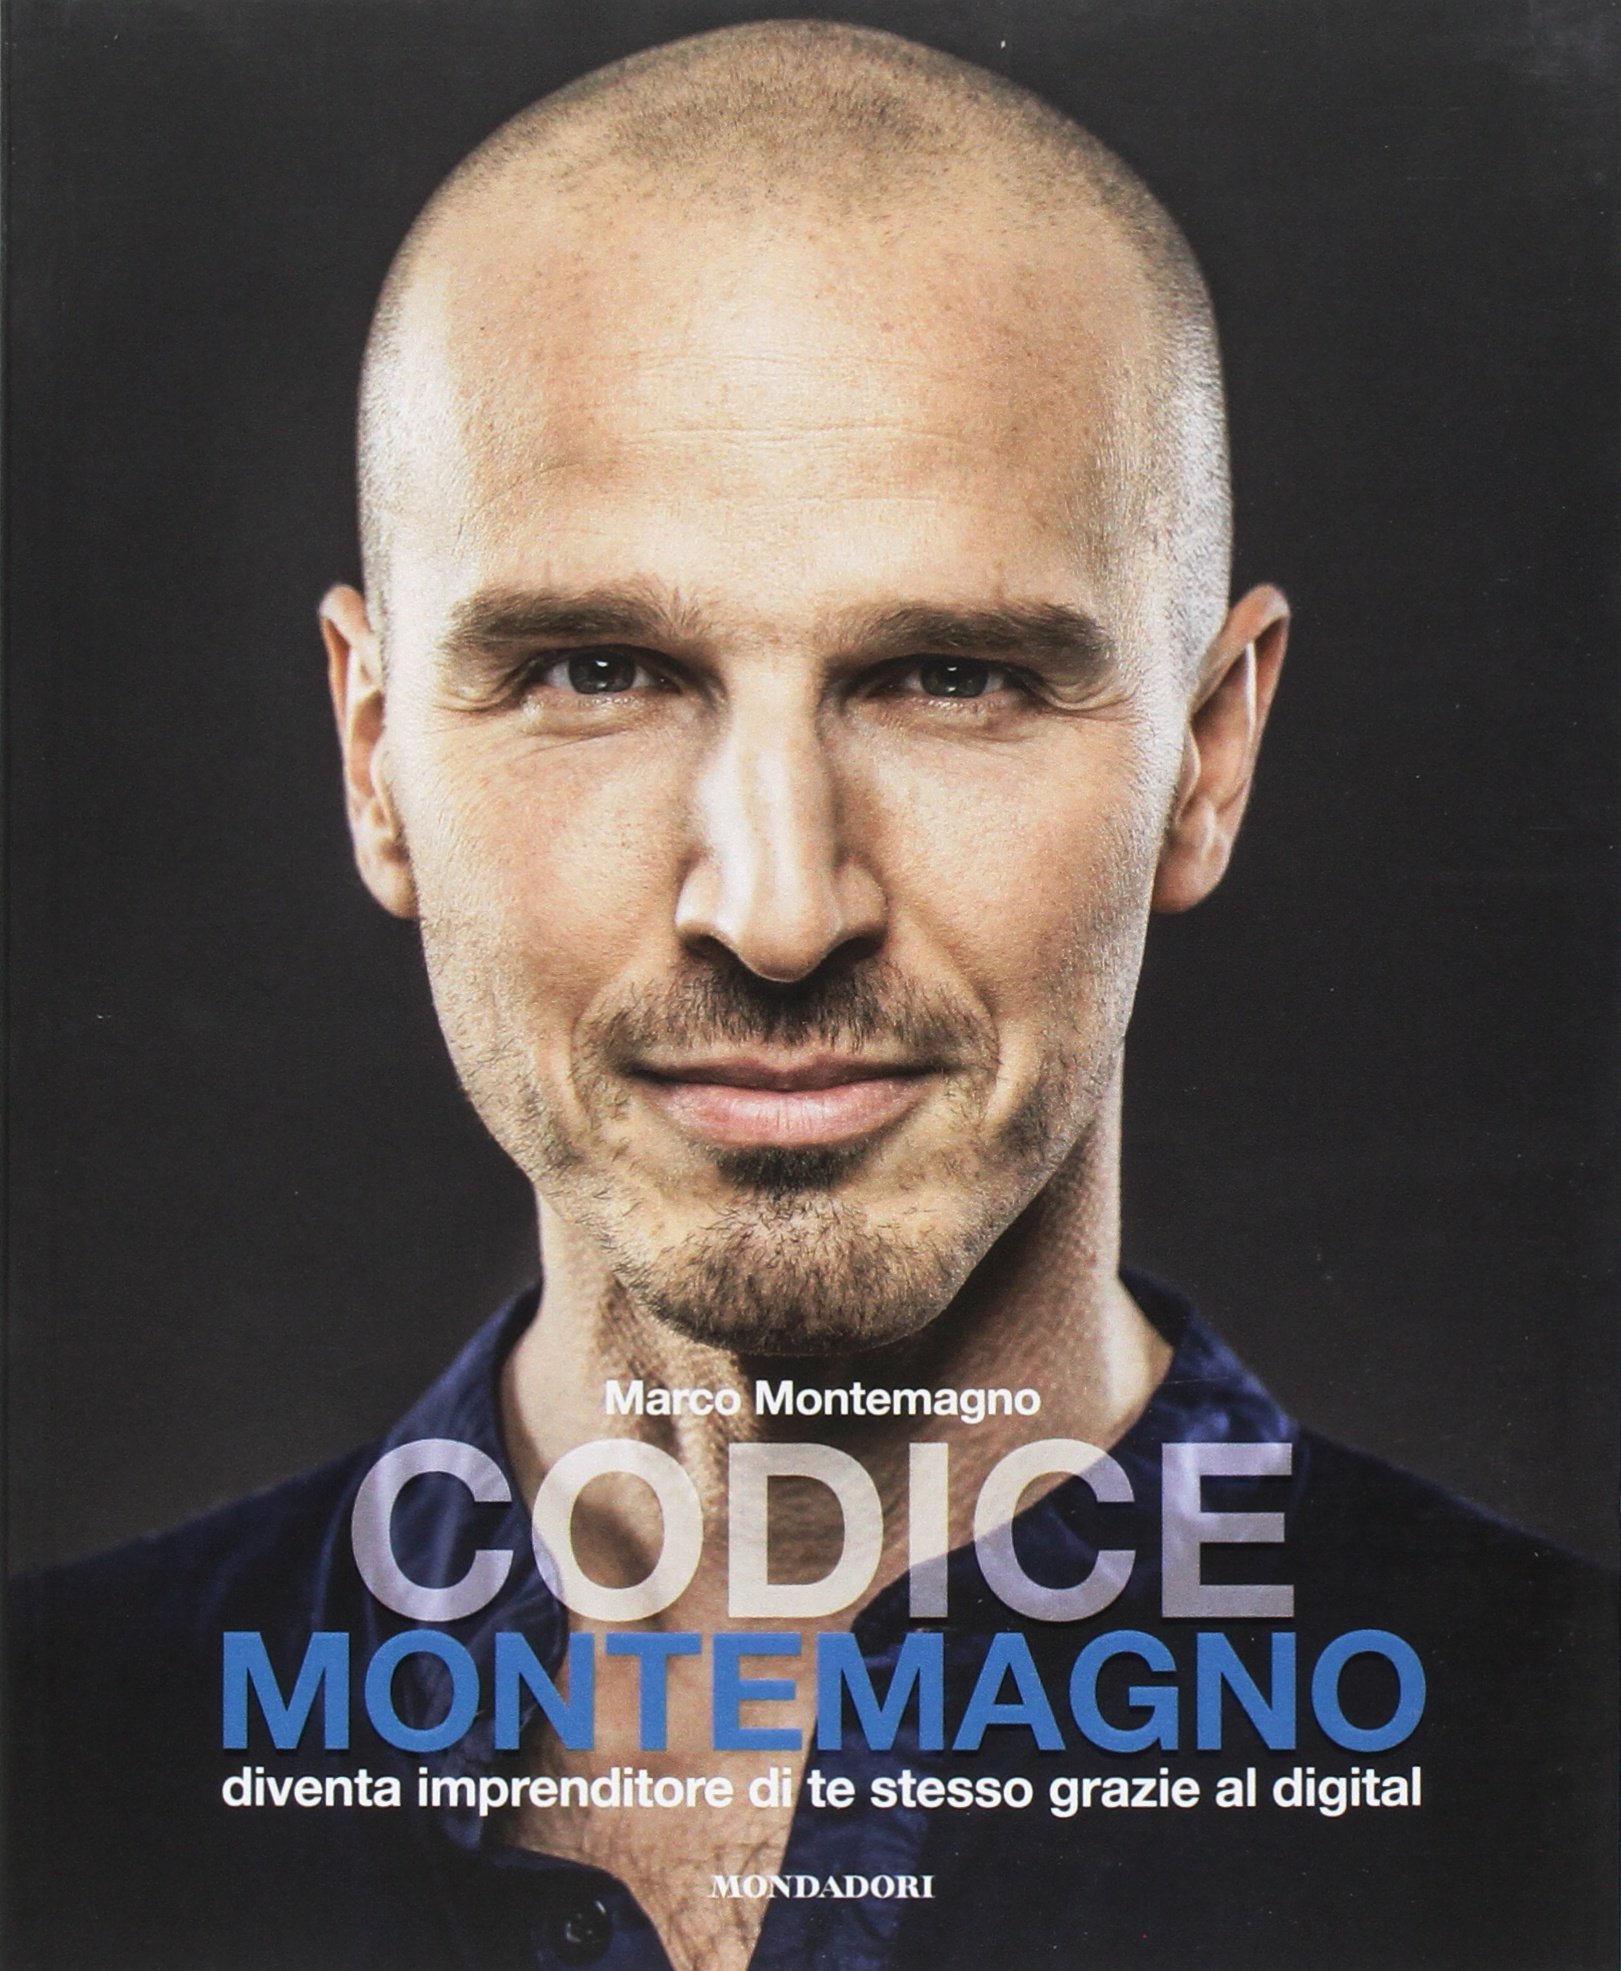 Marco Montemagno
CODICE
MONTEMAGNO
diventa imprenditore di te stesso grazie al digital
MONDADORI